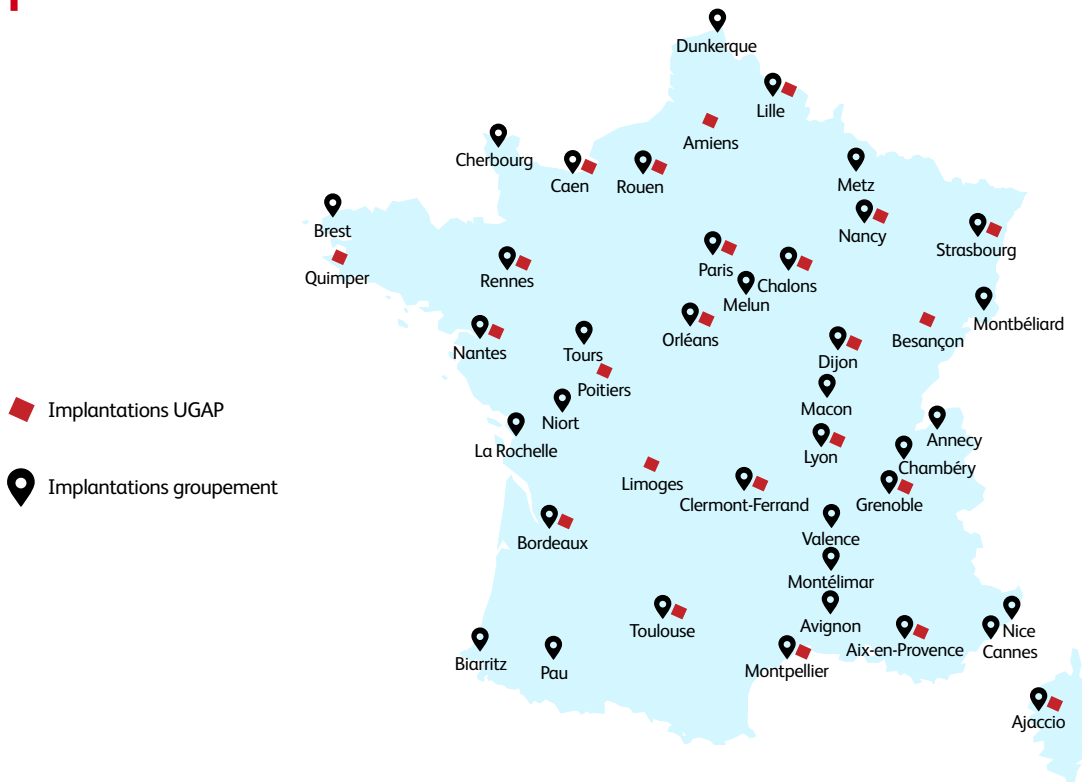 Dunkerque
Lille
Amiens
Cherbourg
Caen
Rouen
Metz
Brest
Nancy
Strasbourg
Quimper
Rennes
Paris
Chalons
Melun
Montbéliard
Nantes
Tours
Orléans
Dijon
Besançon
Poitiers
Macon
Implantations UGAP
Niort
La Rochelle
Annecy
Lyon
Chambéry
Implantations groupement
Limoges
Clermont-Ferrand
Grenoble
Bordeaux
Valence
Montélimar
Toulouse
Avignon
Nice
Aix-en-Provence
Cannes
Biarritz
Pau
Montpellier
Ajaccio